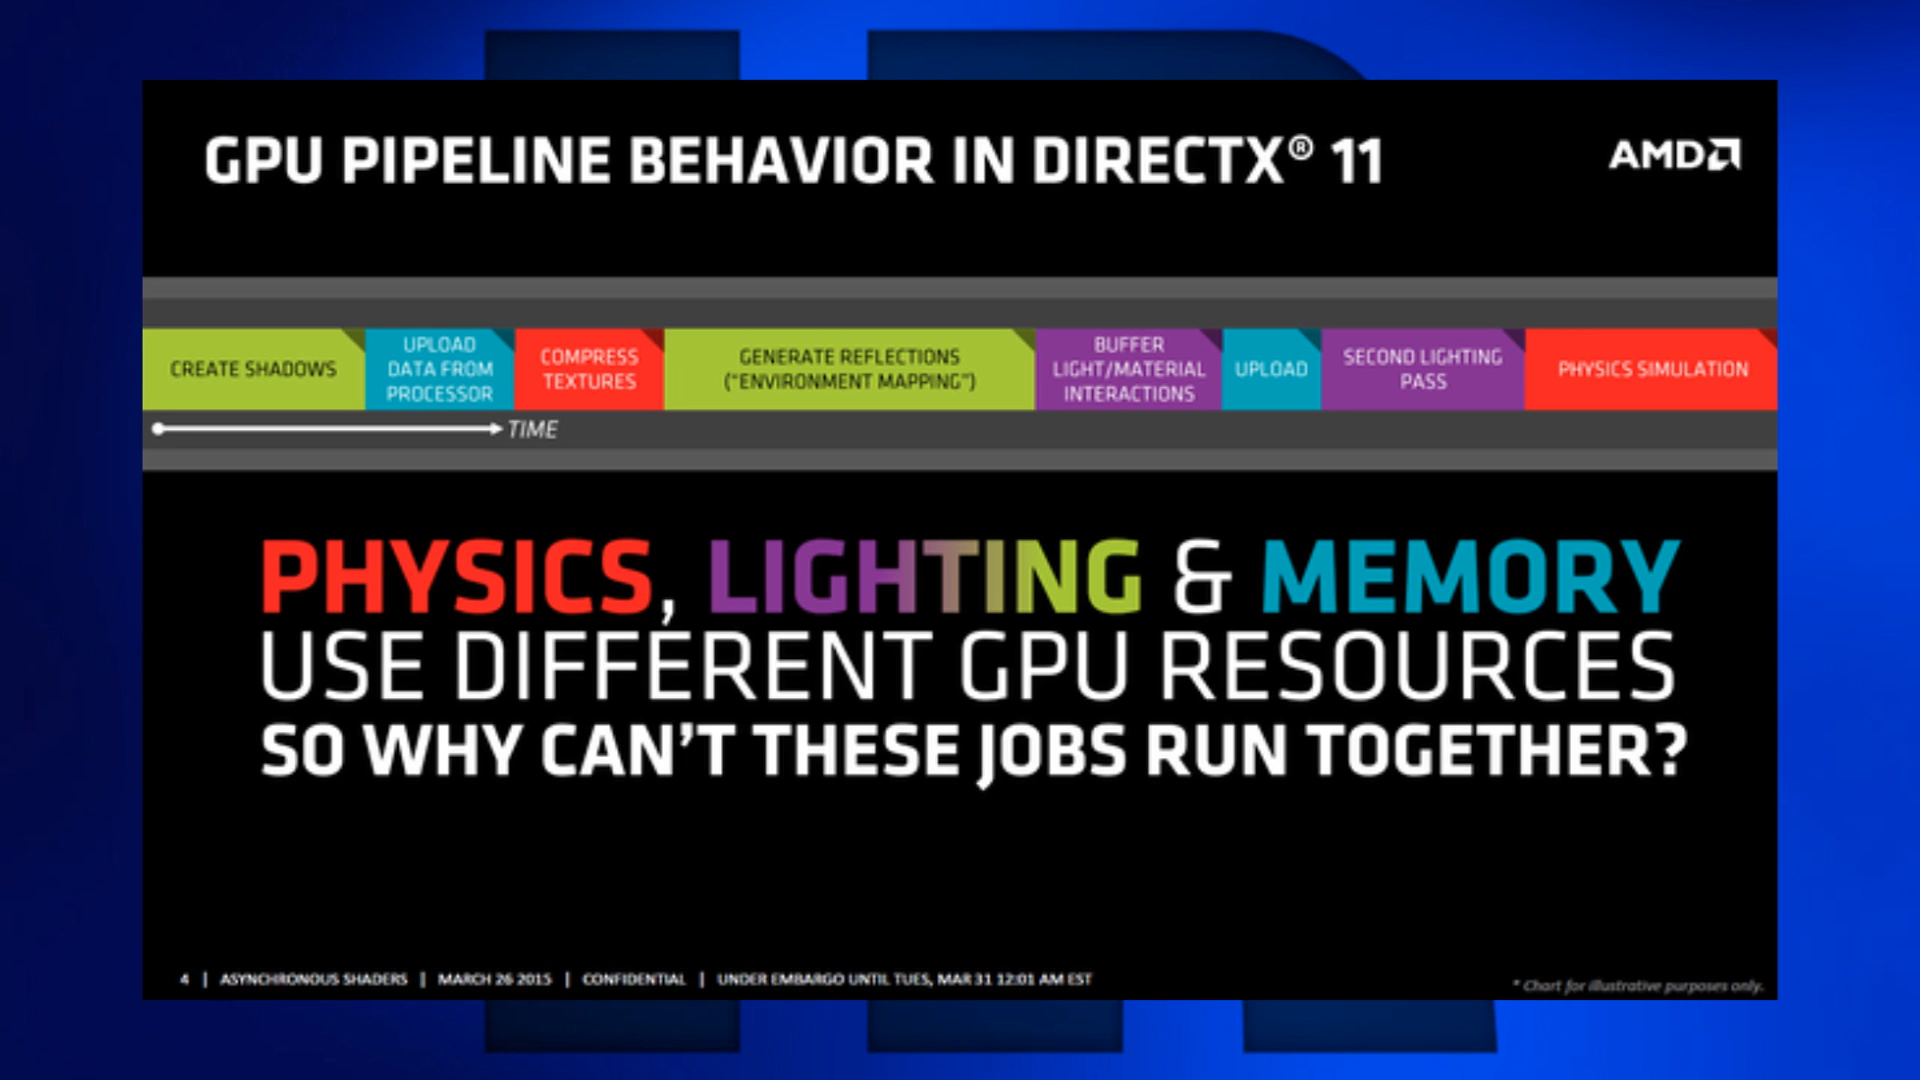 GPU PIPELINE BEHAVIOR IN DIRECTX® 11
AMD
CREATE SHADOWS
UPLOAD
DATA FROM
PROCESSOR
COMPRESS
TEXTURES
GENERATE REFLECTIONS
("ENVIRONMENT MAPPING")
BUFFER
LIGHT/MATERIAL
INTERACTIONS
UPLOAD
SECOND LIGHTING
PASS
PHYSICS SIMULATION
TIME
PHYSICS, LIGHTING & MEMORY
USE DIFFERENT GPU RESOURCES
SO WHY CAN'T THESE JOBS RUN TOGETHER?
4 | ASYNCHRONOUS SHADERS | MARCH 26 2015 | CONFIDENTIAL | UNDER EMBARGO UNTIL TUES, MAR 31 12:01 AM EST
* Chart for illustrative purposes only.